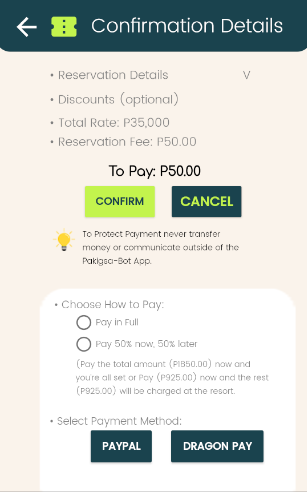 Confirmation Details
• Reservation Details V
• Discounts (optional)
• Total Rate: P35,000
• Reservation Fee: P50.00
To Pay: P50.00
CONFIRM CANCEL
To Protect Payment never transfer
money or communicate outside of the
Pakigsa-Bot App.
• Choose How to Pay:
Pay in Full
Pay 50% now, 50% later
(Pay the total amount (P1850.00) now and
you're all set or Pay (P925.00) now and the rest
(P925.00) will be charged at the resort.
• Select Payment Method:
PAYPAL DRAGON PAY